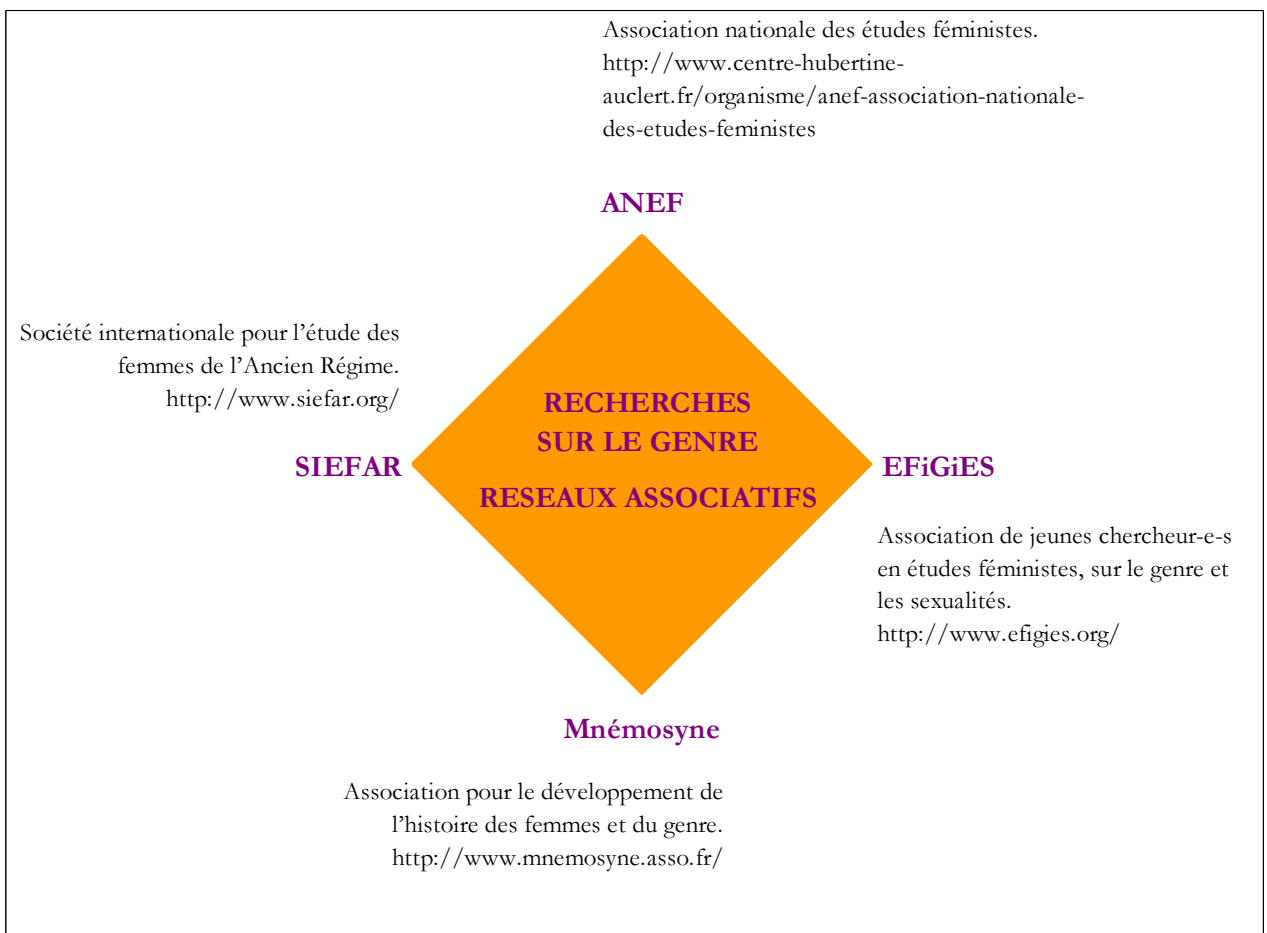 Association nationale des études féministes.
http://www.centre-hubertine-
auclert.fr/organisme/anef-association-nationale-
des-etudes-feministes
ANEF
Société internationale pour l’étude des
femmes de l’Ancien Régime.
http://www.siefar.org/
SIEFAR
RECHERCHES
SUR LE GENRE
RESEAUX ASSOCIATIFS
EFiGiES
Association de jeunes chercheur-e-s
en études féministes, sur le genre et
les sexualités.
http://www.efigies.org/
Mnémosyne
Association pour le développement de
l’histoire des femmes et du genre.
http://www.mnemosyne.asso.fr/